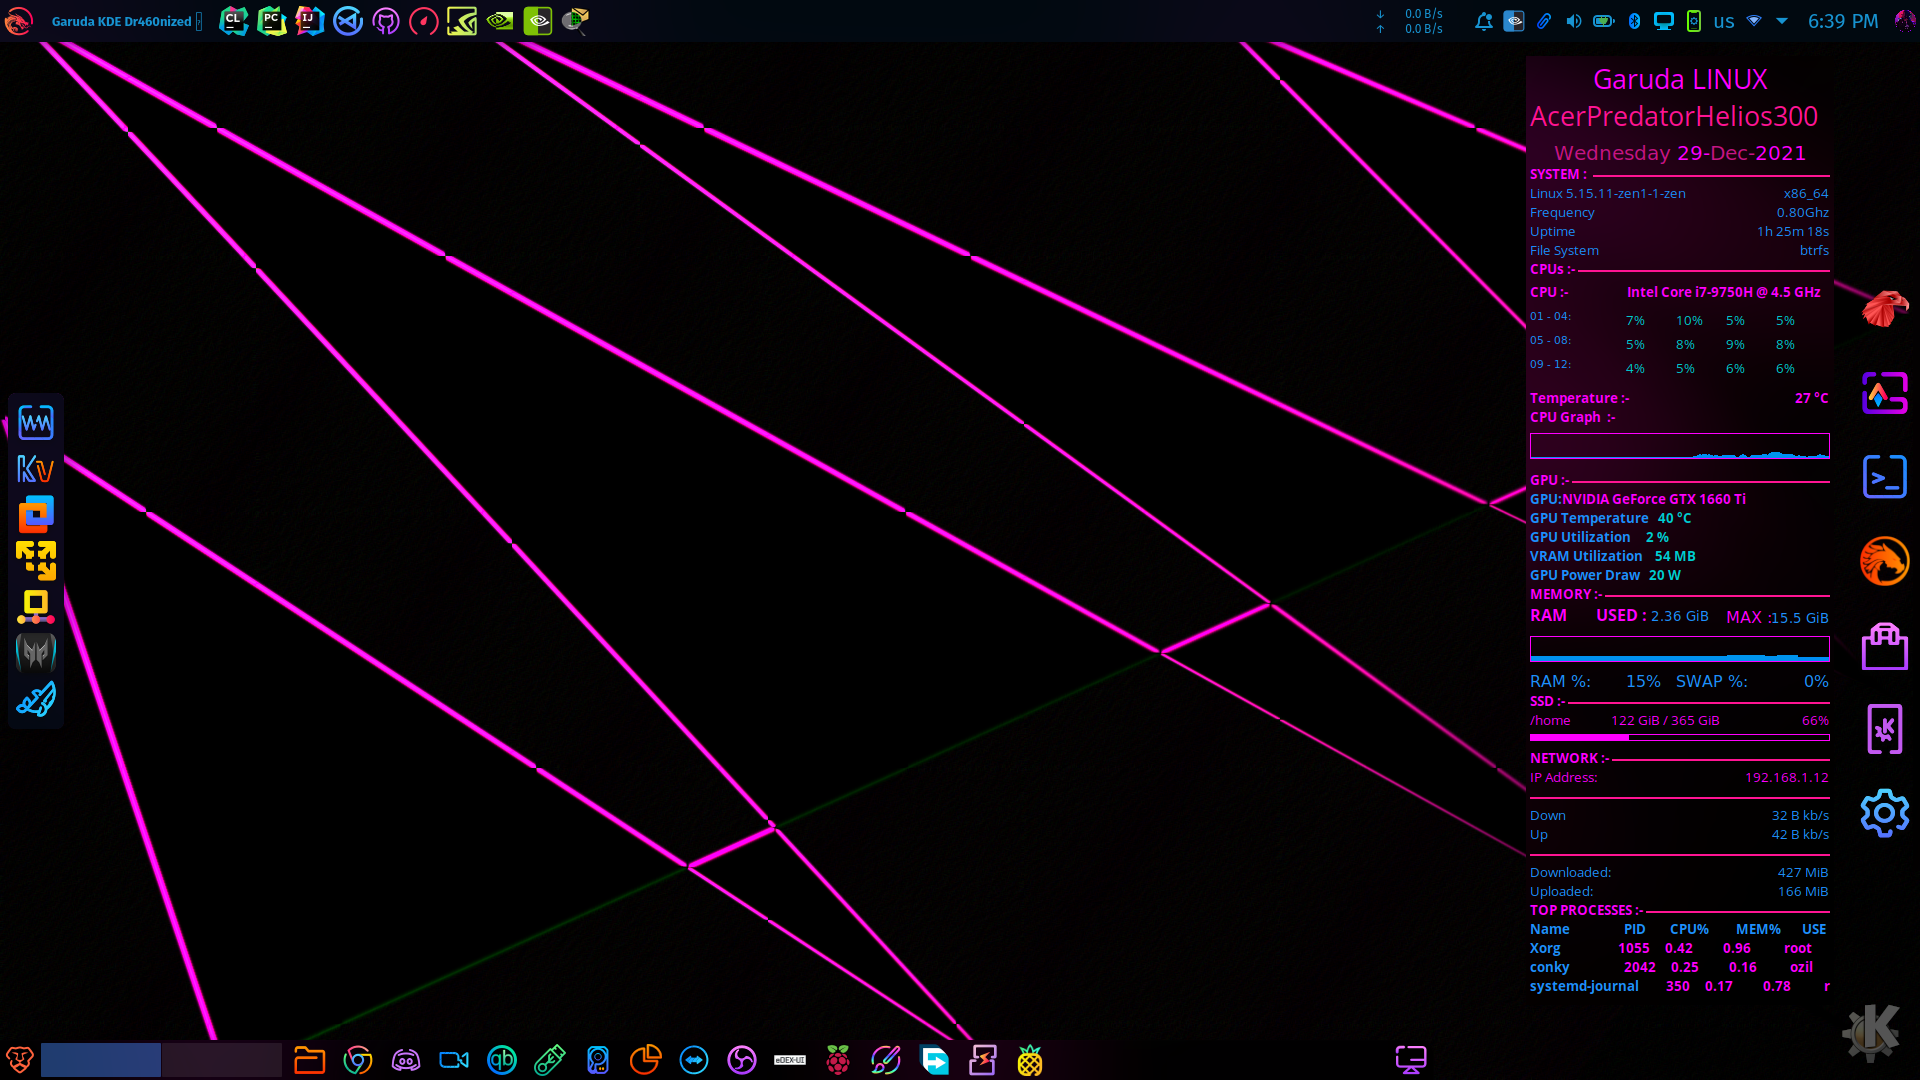 Garuda KDE Dr460nized
CL
PC
IJ
↓ 0.0 B/s
↑ 0.0 B/s
us
6:39 PM
Garuda LINUX
AcerPredatorHelios300
Wednesday 29-Dec-2021
SYSTEM :
Linux 5.15.11-zen1-1-zen x86_64
Frequency 0.80Ghz
Uptime 1h 25m 18s
File System btrfs
CPUs :-
CPU :- Intel Core i7-9750H @ 4.5 GHz
01 - 04: 7% 10% 5% 5%
05 - 08: 5% 8% 9% 8%
09 - 12: 4% 5% 6% 6%
Temperature :- 27 °C
CPU Graph :-
GPU :-
GPU:NVIDIA GeForce GTX 1660 Ti
GPU Temperature 40 °C
GPU Utilization 2 %
VRAM Utilization 54 MB
GPU Power Draw 20 W
MEMORY :-
RAM USED : 2.36 GiB MAX :15.5 GiB
RAM %: 15% SWAP %: 0%
SSD :-
/home 122 GiB / 365 GiB 66%
NETWORK :-
IP Address: 192.168.1.12
Down 32 B kb/s
Up 42 B kb/s
Downloaded: 427 MiB
Uploaded: 166 MiB
TOP PROCESSES :-
Name PID CPU% MEM% USE
Xorg 1055 0.42 0.96 root
conky 2042 0.25 0.16 ozil
systemd-journal 350 0.17 0.78 r
KV
qb
eDEX-UI
K